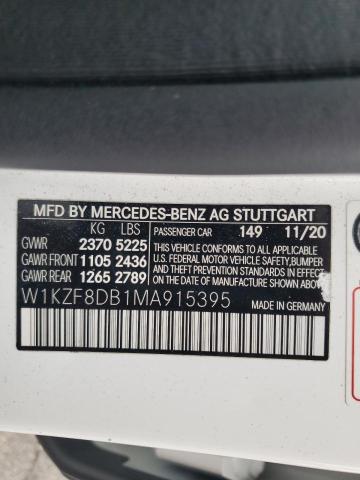 MFD BY MERCEDES-BENZ AG STUTTGART
KG LBS PASSENGER CAR 149 11/20
GVWR 2370 5225
GAWR FRONT 1105 2436
GAWR REAR 1265 2789
THIS VEHICLE CONFORMS TO ALL APPLICABLE
U.S. FEDERAL MOTOR VEHICLE SAFETY, BUMPER
AND THEFT PREVENTION STANDARDS IN EFFECT ON
THE DATE OF MANUFACTURE SHOWN ABOVE.
W1KZF8DB1MA915395
MADE IN GERMANY